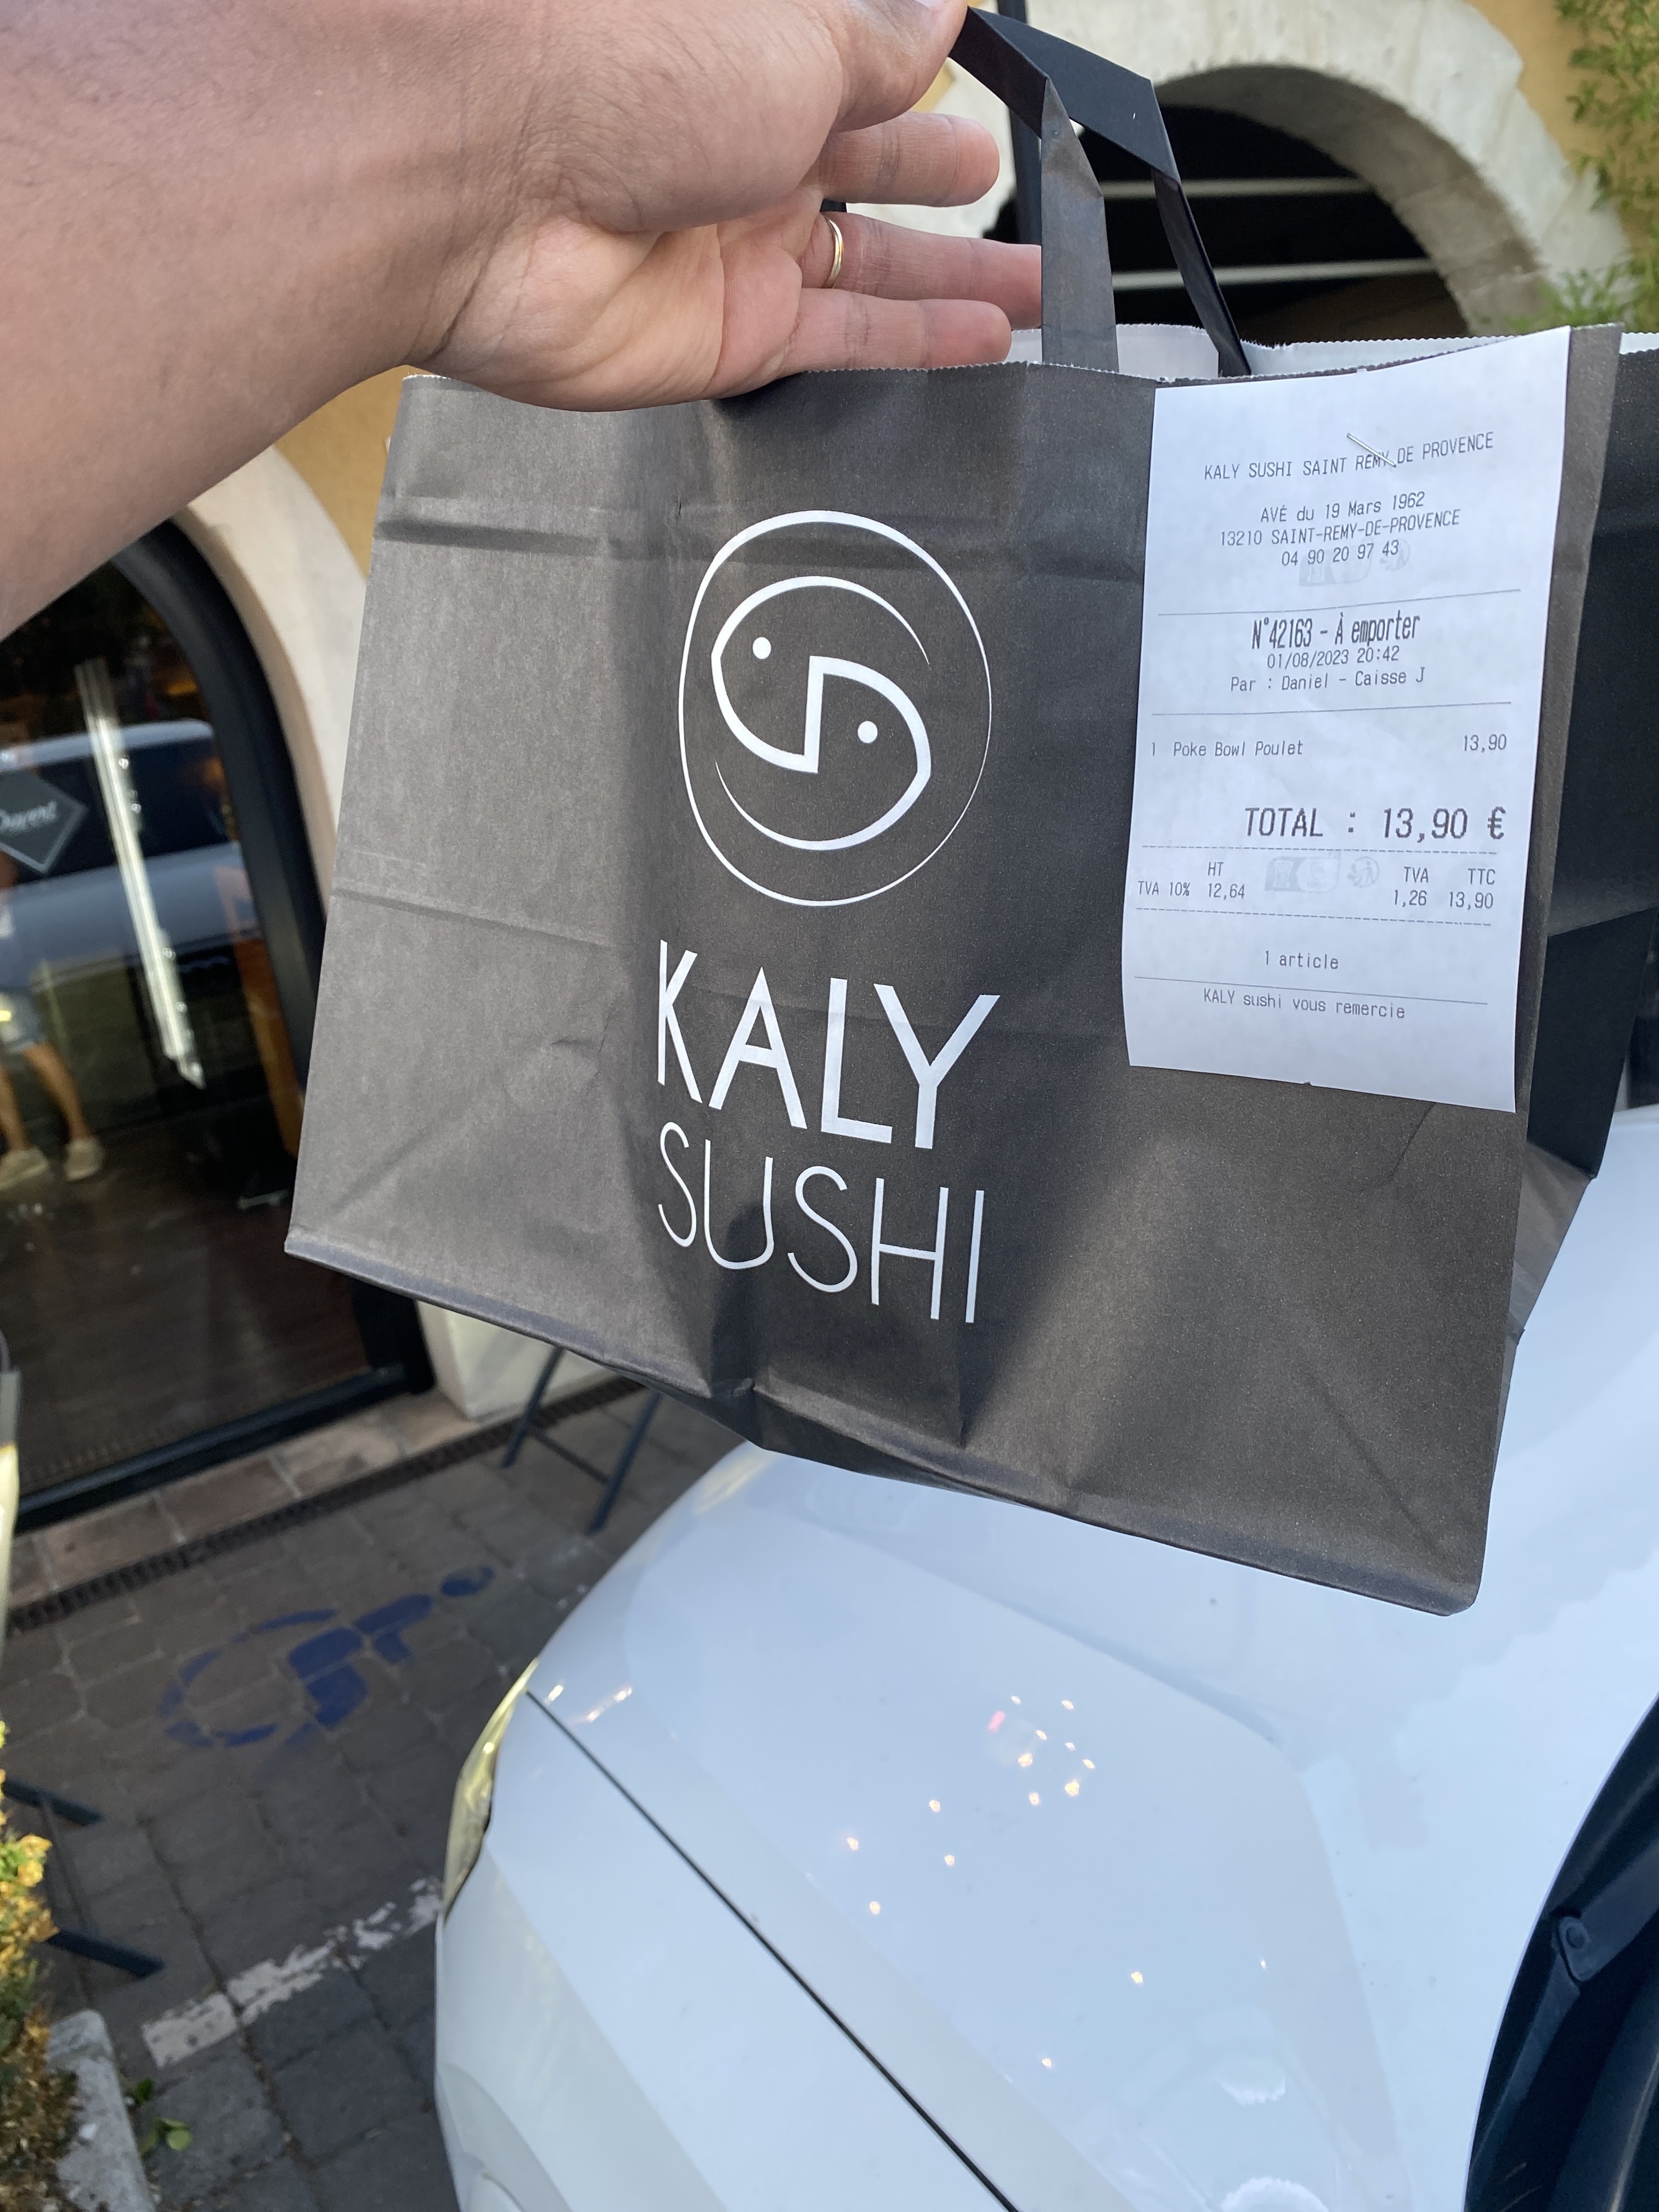 KALY
SUSHI
KALY SUSHI SAINT REMY DE PROVENCE
AVÉ du 19 Mars 1962
13210 SAINT-REMY-DE-PROVENCE
04 90 20 97 43
N°42163 - À emporter
01/08/2023 20:42
Par : Daniel - Caisse J
1 Poke Bowl Poulet 13,90
TOTAL : 13,90 €
HT TVA TTC
TVA 10% 12,64 1,26 13,90
1 article
KALY sushi vous remercie